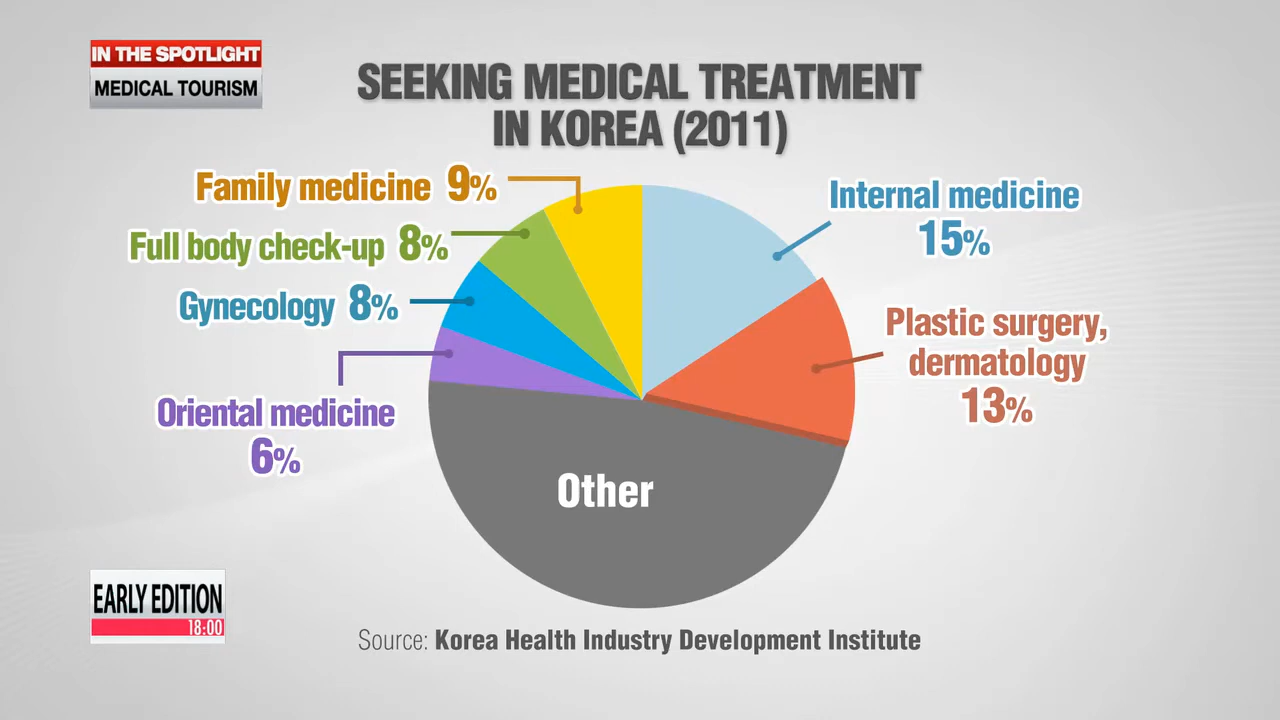 IN THE SPOTLIGHT
MEDICAL TOURISM
SEEKING MEDICAL TREATMENT
IN KOREA (2011)
Family medicine 9%
Full body check-up 8%
Gynecology 8%
Oriental medicine
6%
Internal medicine
15%
Plastic surgery,
dermatology
13%
Other
EARLY EDITION
18:00
Source: Korea Health Industry Development Institute